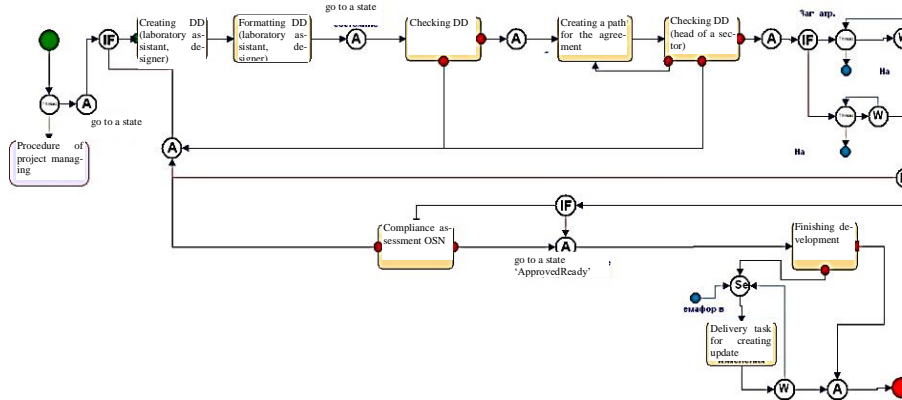 go to a state
Creating DD
(laboratory as-
sistant, de-
signer)
Formatting DD
(laboratory as-
sistant, de-
signer)
Checking DD
Creating a path
for the agree-
ment
Checking DD
(head of a sec-
tor)
IF
A
A
A
IF
W
На
A
go to a state
W
На
Procedure of
project manag-
ing
A
IF
Compliance as-
sessment OSN
A
Finishing de-
velopment
go to a state
'ApprovedReady'
Se
емафор в
Delivery task
for creating
update
W
A